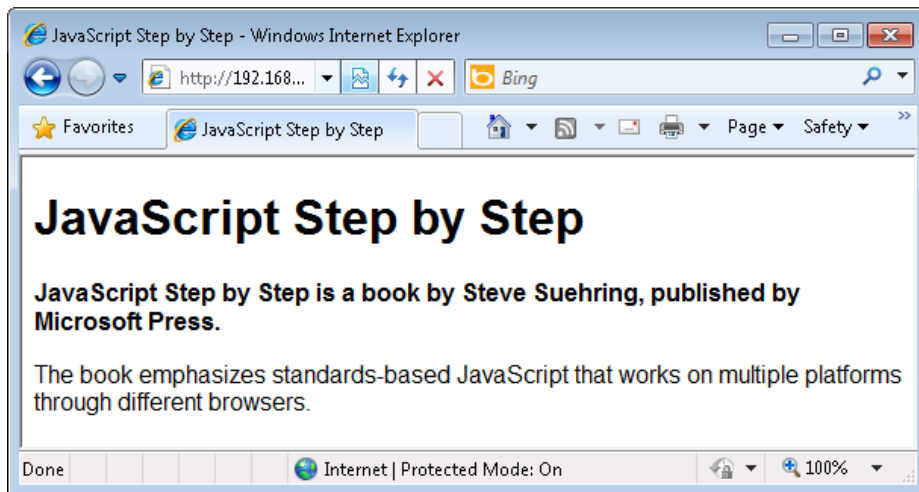 JavaScript Step by Step - Windows Internet Explorer
http://192.168...
Bing
Favorites
JavaScript Step by Step
Page
Safety
JavaScript Step by Step
JavaScript Step by Step is a book by Steve Suehring, published by
Microsoft Press.
The book emphasizes standards-based JavaScript that works on multiple platforms
through different browsers.
Done
Internet | Protected Mode: On
100%